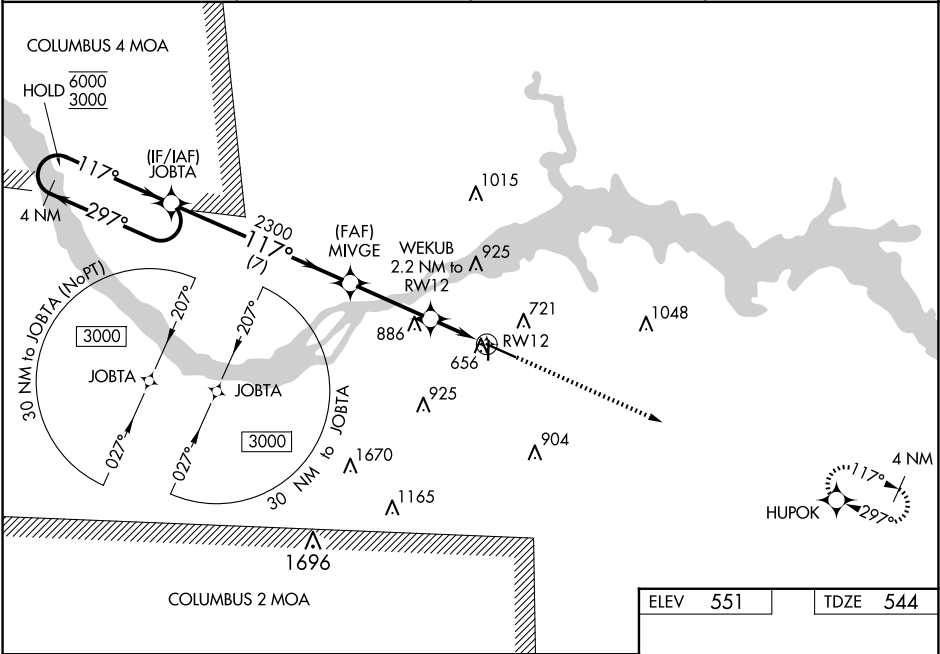 COLUMBUS 4 MOA
HOLD 6000
3000
(IF/IAF)
JOBTA
117°
297°
4 NM
2300
117°
(7)
(FAF)
MIVGE
WEKUB
2.2 NM to
RW12
1015
925
721
1048
886
656
RW12
925
904
1670
1165
1696
30 NM to JOBTA (NoPT)
207°
3000
JOBTA
027°
207°
JOBTA
3000
027°
30 NM to JOBTA
4 NM
117°
297°
HUPOK
COLUMBUS 2 MOA
ELEV 551
TDZE 544